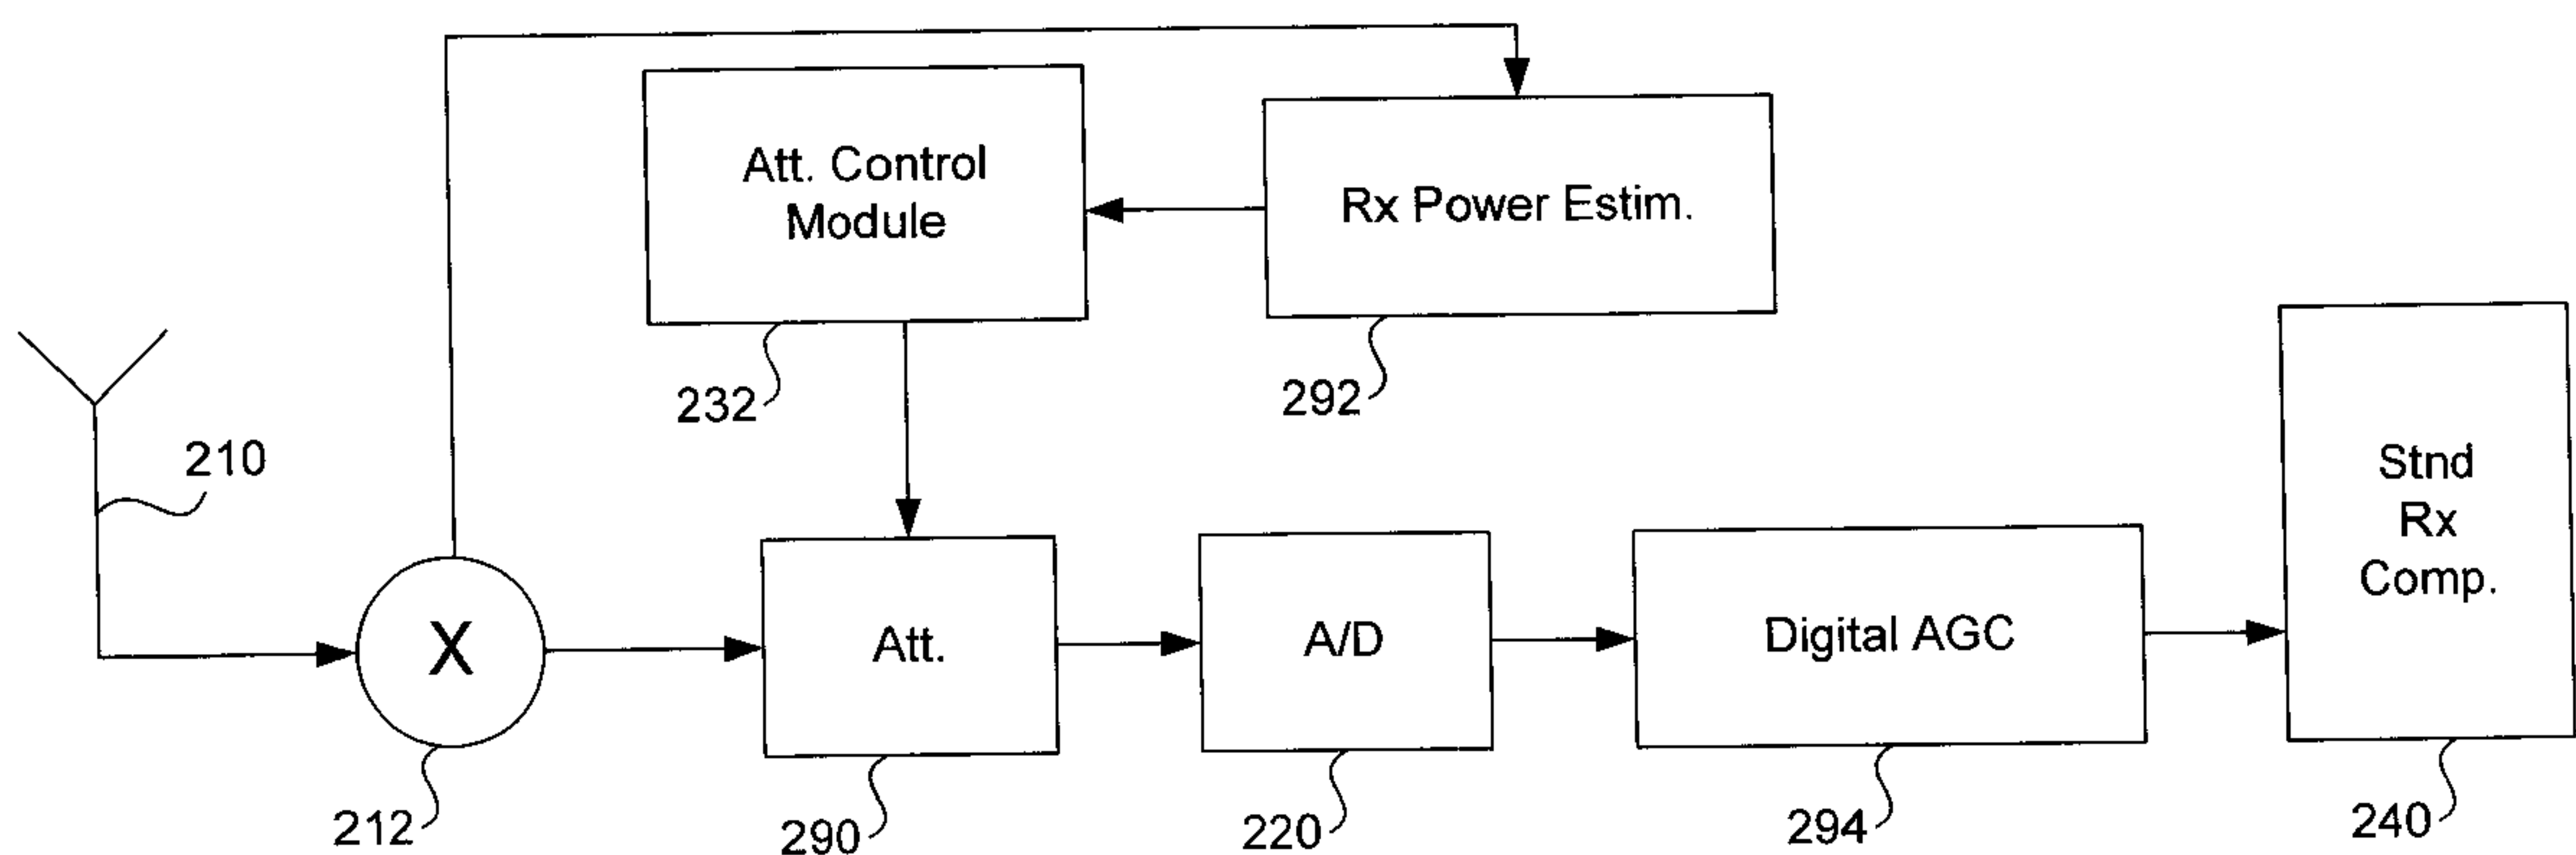 Att. Control
Module
Rx Power Estim.
232
292
210
Stnd
Rx
Comp.
X
Att.
A/D
Digital AGC
212
290
220
294
240